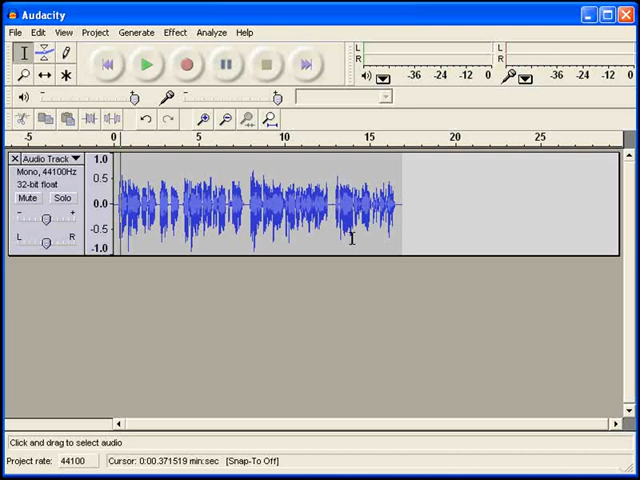 Audacity
File Edit View Project Generate Effect Analyze Help
L
R
-36 -24 -12 0
L
R
-36 -24 -12 0
-5 0 5 10 15 20 25 30
Audio Track
Mono, 44100Hz
32-bit float
Mute Solo
- +
L R
1.0
0.5
0.0
-0.5
-1.0
Click and drag to select audio
Project rate: 44100 Cursor: 0:00.371519 min:sec [Snap-To Off]